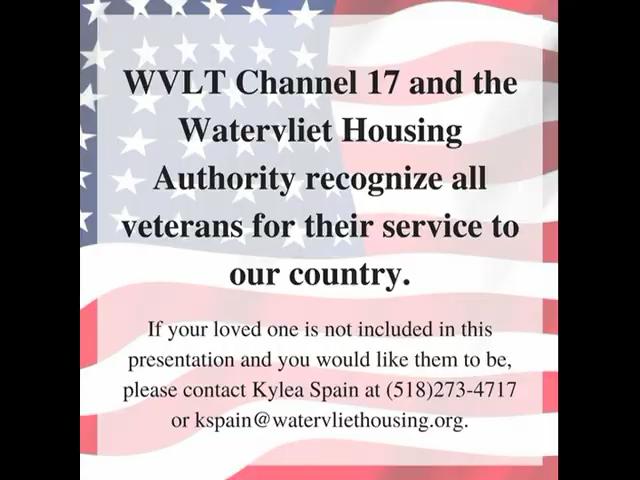 WVLT Channel 17 and the
Watervliet Housing
Authority recognize all
veterans for their service to
our country.
If your loved one is not included in this
presentation and you would like them to be,
please contact Kylea Spain at (518)273-4717
or kspain@watervliethousing.org.